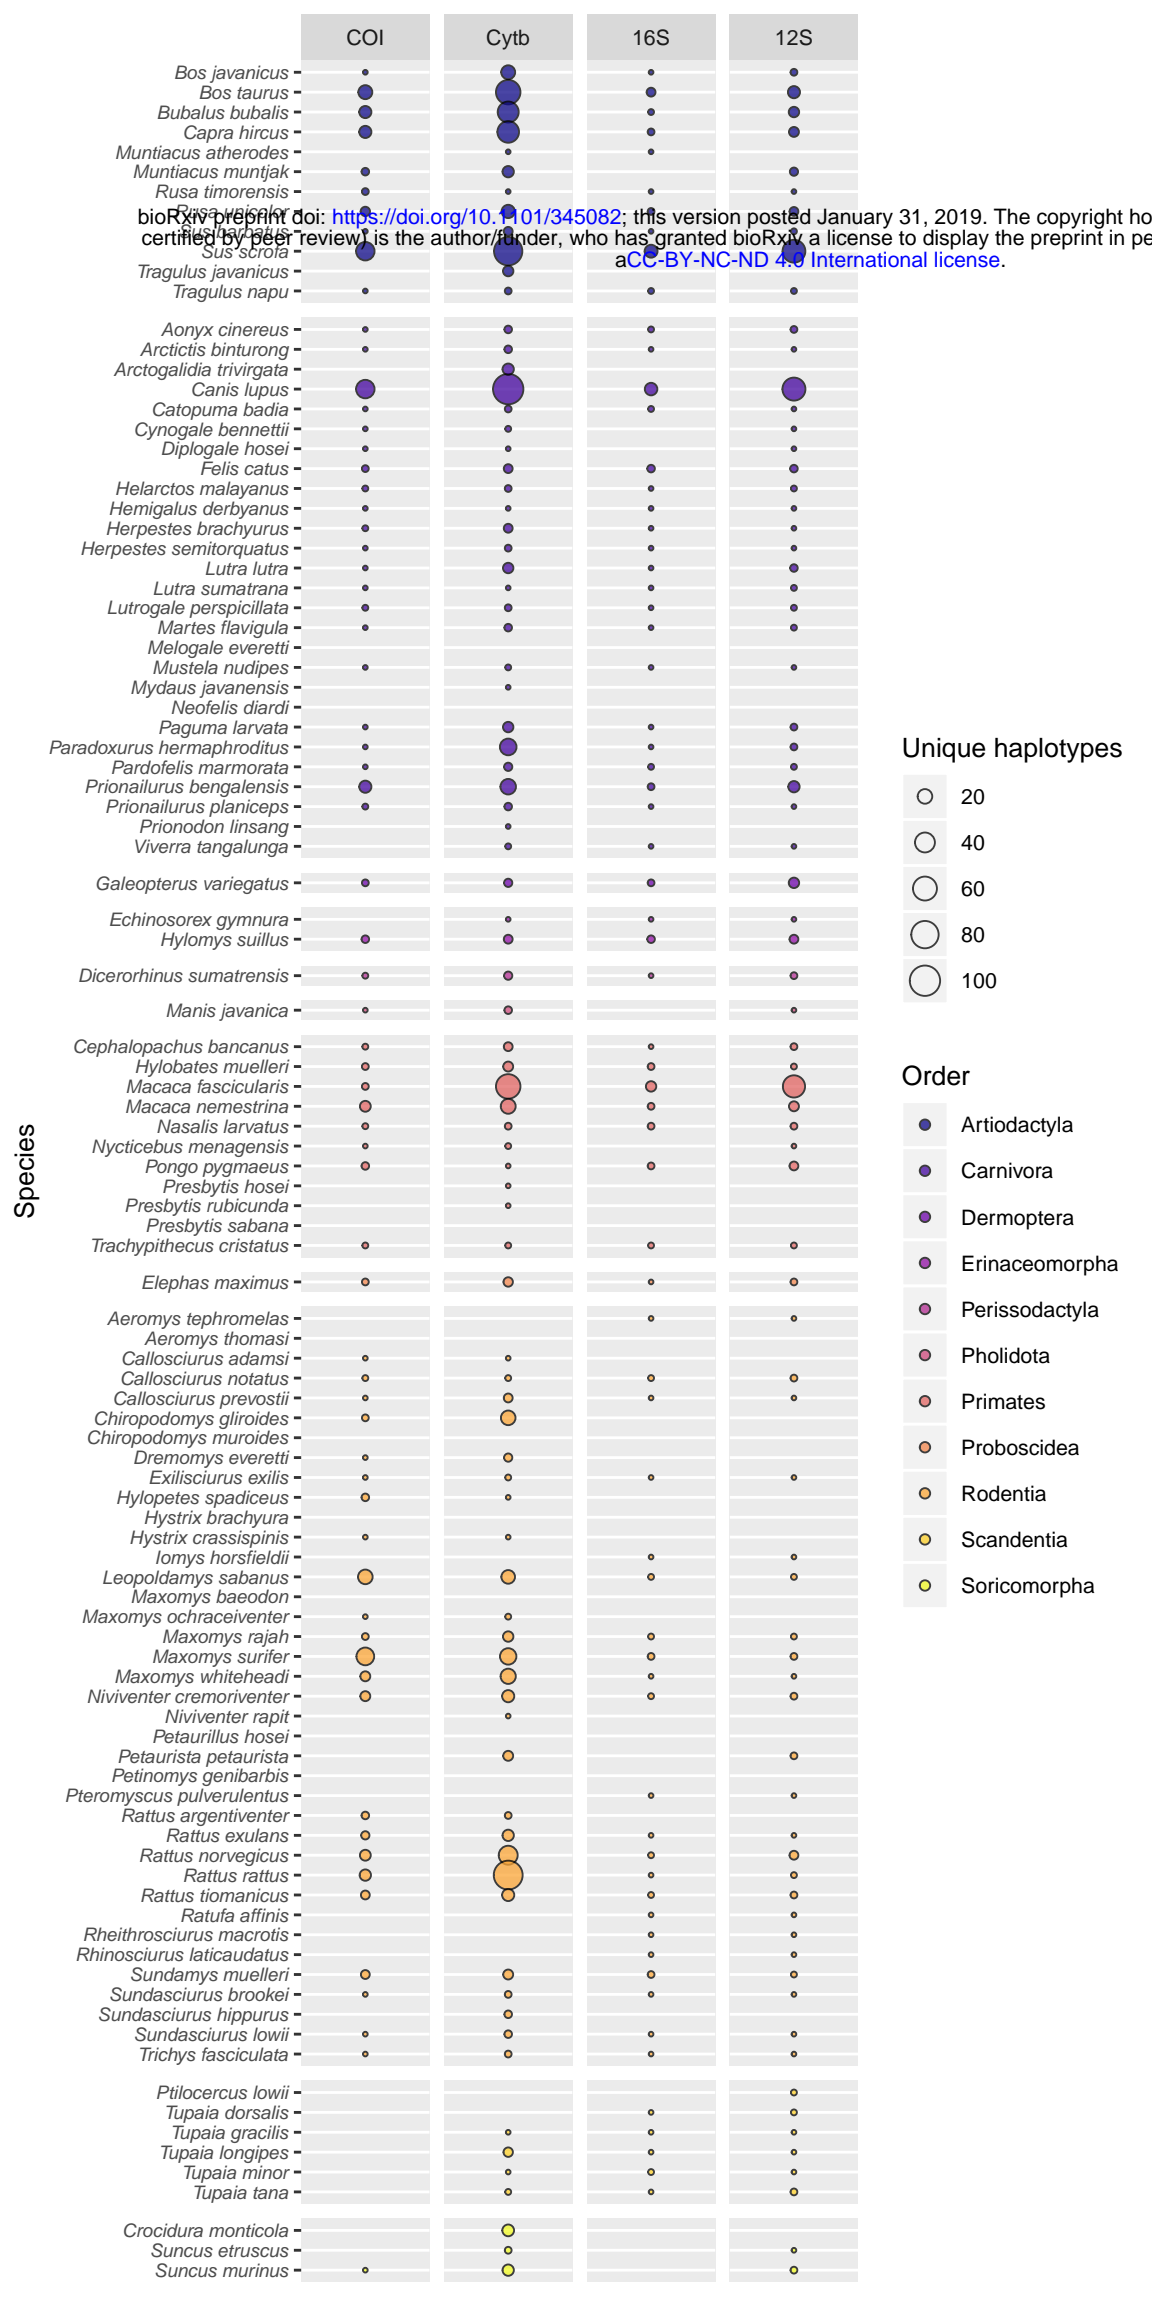 COI Cytb 16S 12S
Bos javanicus
Bos taurus
Bubalus bubalis
Capra hircus
Muntiacus atherodes
Muntiacus muntjak
Rusa timorensis
Rusa unicolor
bioRxiv preprint doi: https://doi.org/10.1101/345082; this version posted January 31, 2019. The copyright ho
Sus barbatus
certified by peer review) is the author/funder, who has granted bioRxiv a license to display the preprint in pe
Sus scrofa
aCC-BY-NC-ND 4.0 International license.
Tragulus javanicus
Tragulus napu
Aonyx cinereus
Arctictis binturong
Arctogalidia trivirgata
Canis lupus
Catopuma badia
Cynogale bennettii
Diplogale hosei
Felis catus
Helarctos malayanus
Hemigalus derbyanus
Herpestes brachyurus
Herpestes semitorquatus
Lutra lutra
Lutra sumatrana
Lutrogale perspicillata
Martes flavigula
Melogale everetti
Mustela nudipes
Mydaus javanensis
Neofelis diardi
Paguma larvata
Paradoxurus hermaphroditus
Pardofelis marmorata
Prionailurus bengalensis
Prionailurus planiceps
Prionodon linsang
Viverra tangalunga
Galeopterus variegatus
Echinosorex gymnura
Hylomys suillus
Dicerorhinus sumatrensis
Manis javanica
Cephalopachus bancanus
Hylobates muelleri
Macaca fascicularis
Macaca nemestrina
Nasalis larvatus
Nycticebus menagensis
Pongo pygmaeus
Presbytis hosei
Presbytis rubicunda
Presbytis sabana
Trachypithecus cristatus
Elephas maximus
Aeromys tephromelas
Aeromys thomasi
Callosciurus adamsi
Callosciurus notatus
Callosciurus prevostii
Chiropodomys gliroides
Chiropodomys muroides
Dremomys everetti
Exilisciurus exilis
Hylopetes spadiceus
Hystrix brachyura
Hystrix crassispinis
Iomys horsfieldii
Leopoldamys sabanus
Maxomys baeodon
Maxomys ochraceiventer
Maxomys rajah
Maxomys surifer
Maxomys whiteheadi
Niviventer cremoriventer
Niviventer rapit
Petaurillus hosei
Petaurista petaurista
Petinomys genibarbis
Pteromyscus pulverulentus
Rattus argentiventer
Rattus exulans
Rattus norvegicus
Rattus rattus
Rattus tiomanicus
Ratufa affinis
Rheithrosciurus macrotis
Rhinosciurus laticaudatus
Sundamys muelleri
Sundasciurus brookei
Sundasciurus hippurus
Sundasciurus lowii
Trichys fasciculata
Ptilocercus lowii
Tupaia dorsalis
Tupaia gracilis
Tupaia longipes
Tupaia minor
Tupaia tana
Crocidura monticola
Suncus etruscus
Suncus murinus
Species
Unique haplotypes
20
40
60
80
100
Order
Artiodactyla
Carnivora
Dermoptera
Erinaceomorpha
Perissodactyla
Pholidota
Primates
Proboscidea
Rodentia
Scandentia
Soricomorpha